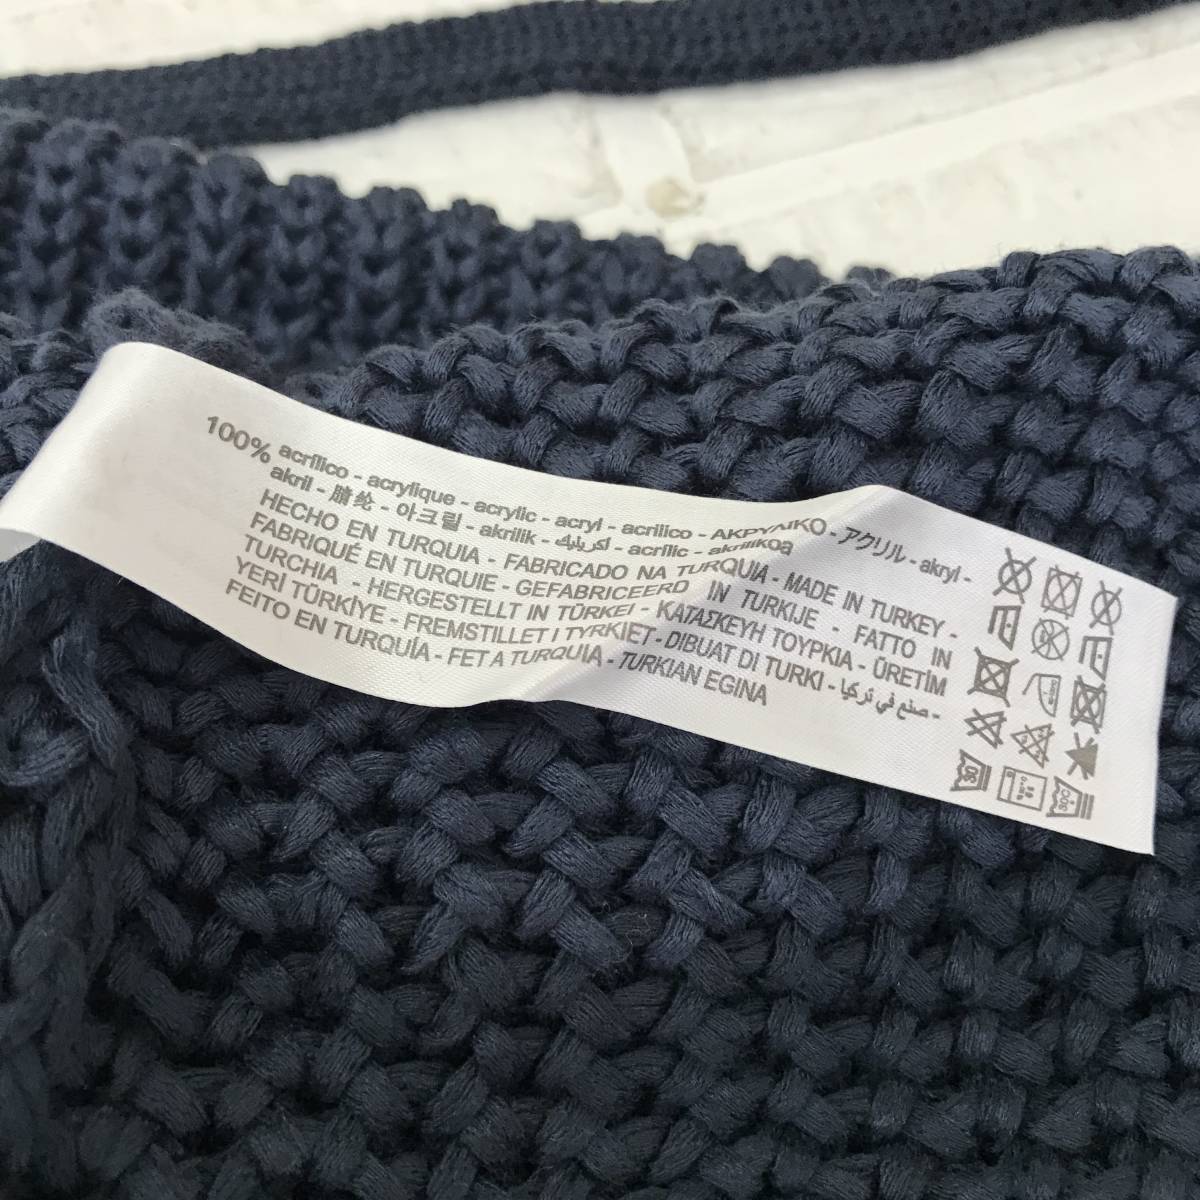 100% acrílico - acrylique - acrylic - acryl - acrilico - ΑΚΡΥΛΙΚΟ - アクリル - akryl -
akril - 腈纶 - 아크릴 - akrilik - اكريليك - acrílic - akrilikoa
HECHO EN TURQUIA - FABRICADO NA TURQUIA - MADE IN TURKEY -
FABRIQUÉ EN TURQUIE - GEFABRICEERD IN TURKIJE - FATTO IN
TURCHIA - HERGESTELLT IN TÜRKEI - ΚΑΤΑΣΚΕΥΗ ΤΟΥΡΚΙΑ - ÜRETİM
YERİ TÜRKİYE - FREMSTILLET I TYRKIET - DIBUAT DI TURKI - صنع في تركيا -
FEITO EN TURQUÍA - FET A TURQUIA - TURKIAN EGINA